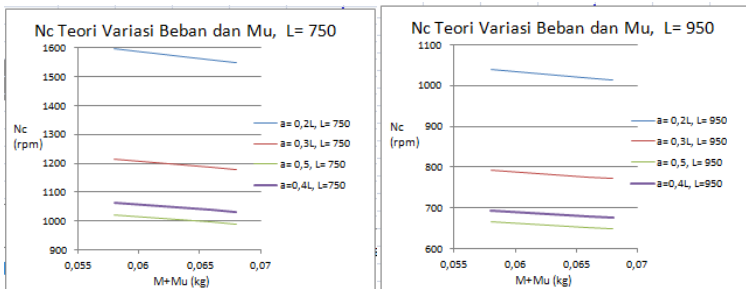 Nc Teori Variasi Beban dan Mu, L= 750
1600
1500
1400
1300
1200
1100
1000
900
Nc
(rpm)
a= 0,2L, L= 750
a= 0,3L, L= 750
a= 0,5, L= 750
a=0,4L, L=750
0,055
0,06
0,065
0,07
M+Mu (kg)
Nc Teori Variasi Beban dan Mu, L= 950
1100
1000
900
800
700
600
Nc
(rpm)
a= 0,2L, L= 950
a= 0,3L, L= 950
a= 0,5, L= 950
a=0,4L, L=950
0,055
0,06
0,065
0,07
M+Mu (kg)